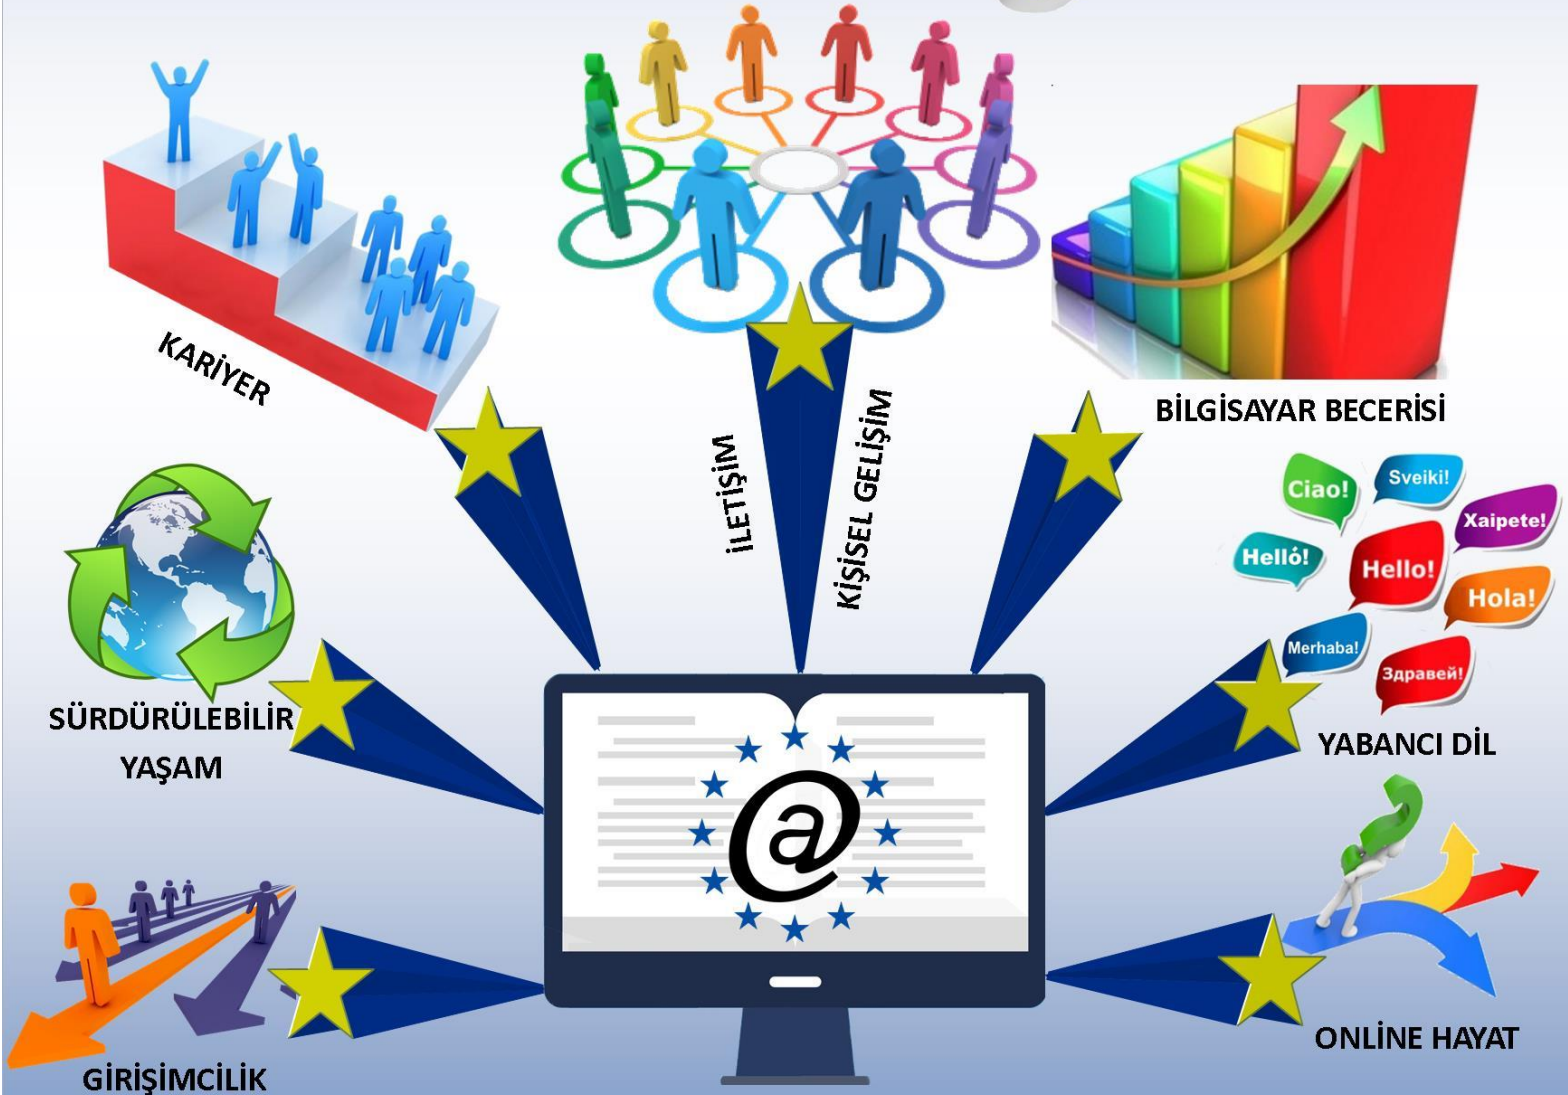 KARİYER
İLETİŞİM
KİŞİSEL GELİŞİM
BİLGİSAYAR BECERİSİ
Ciao!
Sveiki!
Xaipete!
Helló!
Hello!
Hola!
Merhaba!
Здравей!
YABANCI DİL
SÜRDÜRÜLEBİLİR
YAŞAM
@
GİRİŞİMCİLİK
ONLİNE HAYAT